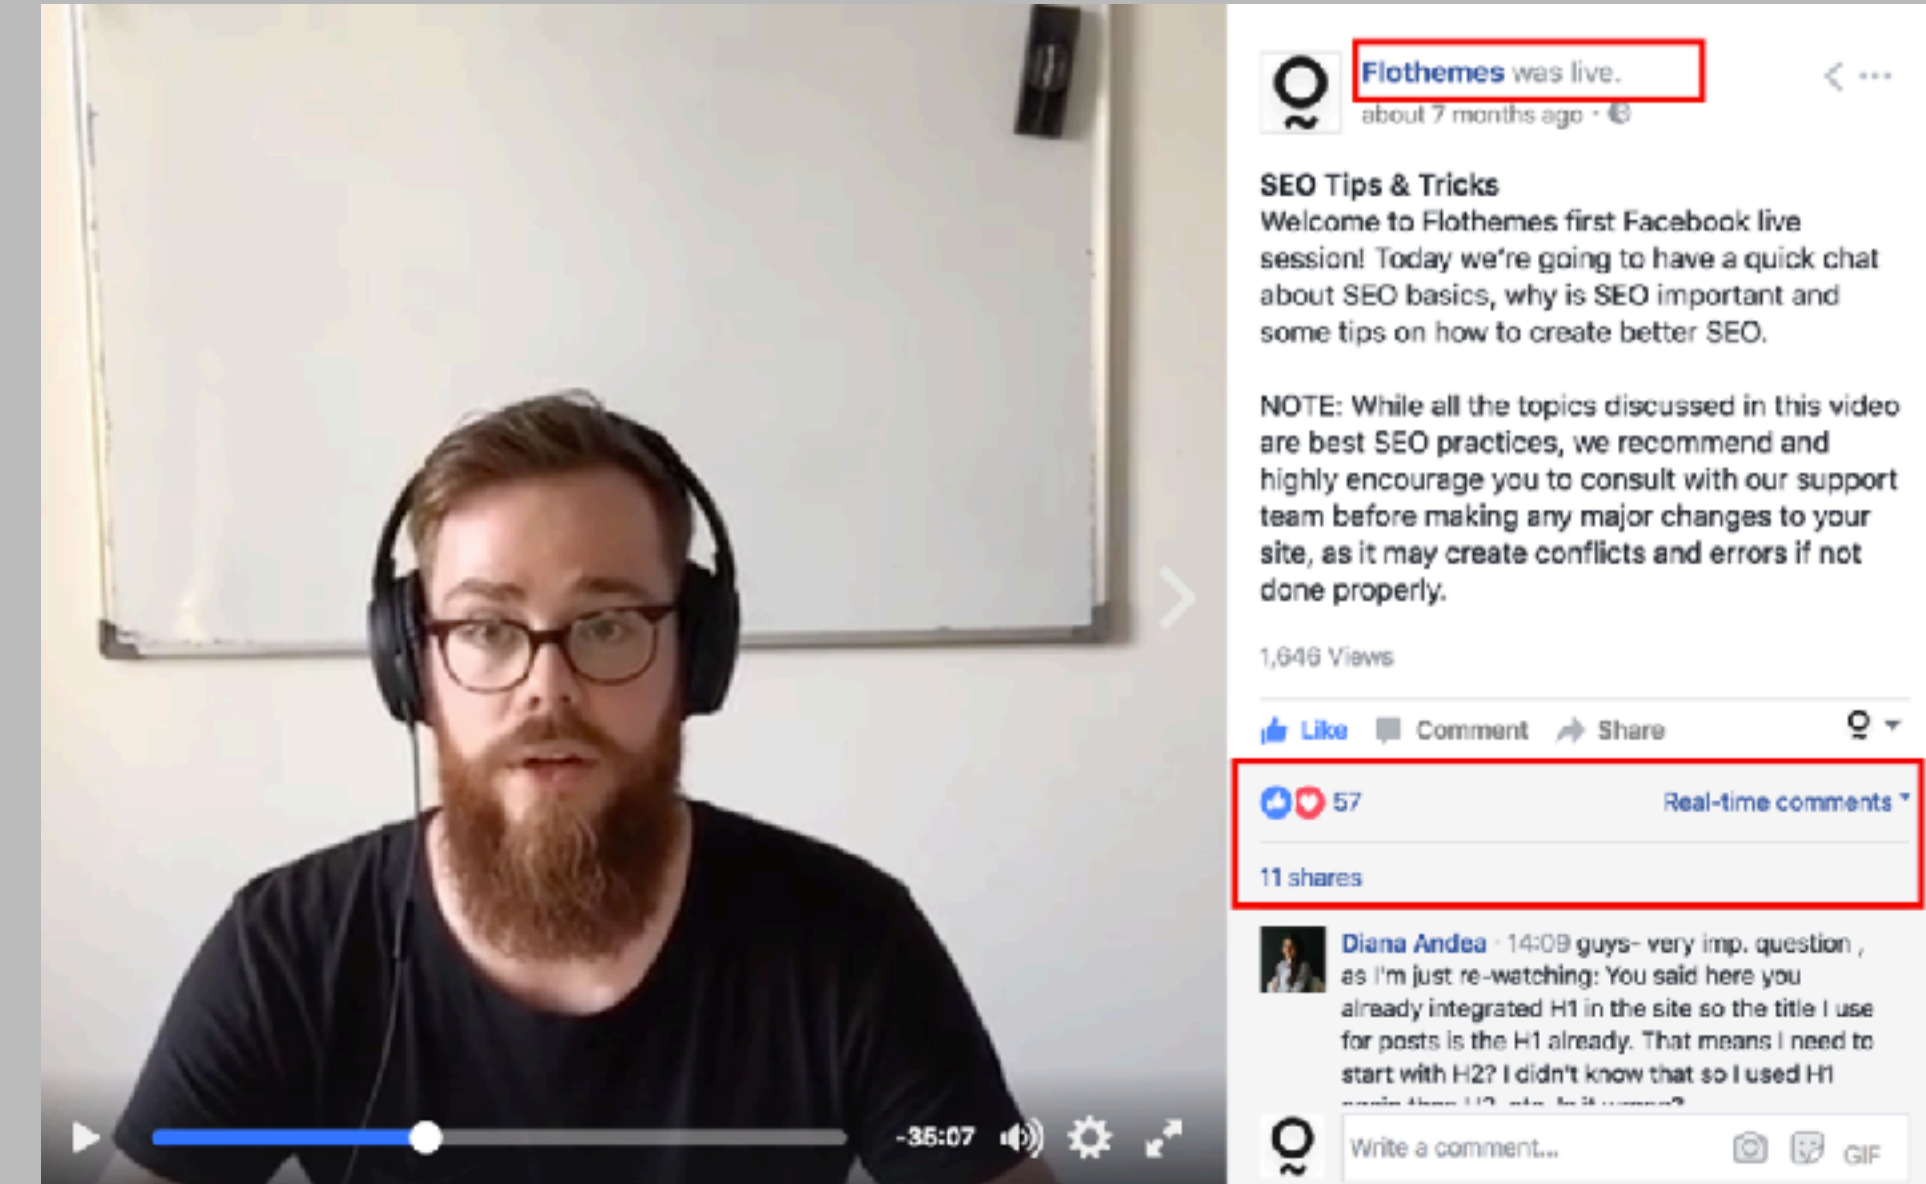 Flothemes was live.
about 7 months ago ·
SEO Tips & Tricks
Welcome to Flothemes first Facebook live
session! Today we're going to have a quick chat
about SEO basics, why is SEO important and
some tips on how to create better SEO.
NOTE: While all the topics discussed in this video
are best SEO practices, we recommend and
highly encourage you to consult with our support
team before making any major changes to your
site, as it may create conflicts and errors if not
done properly.
1,646 Views
Like Comment Share
57 Real-time comments
11 shares
Diana Andea · 14:09 guys- very imp. question ,
as I'm just re-watching: You said here you
already integrated H1 in the site so the title I use
for posts is the H1 already. That means I need to
start with H2? I didn't know that so I used H1
-35:07
Write a comment...
GIF